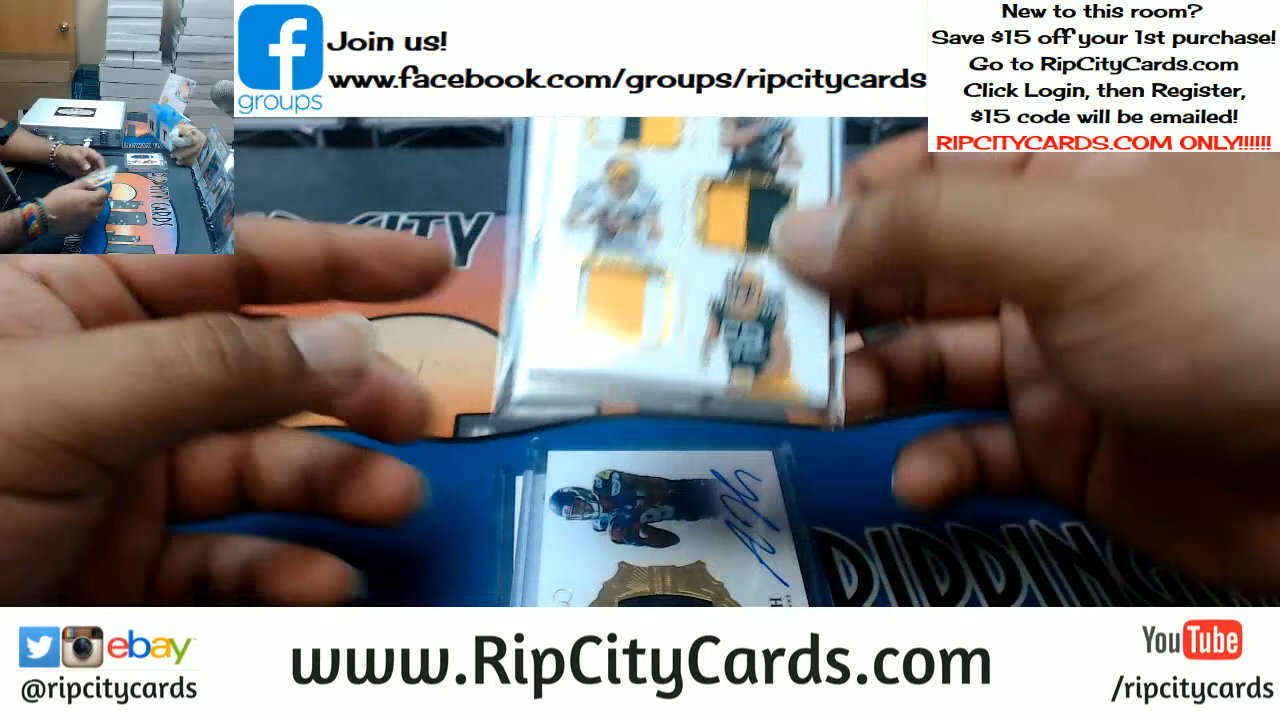 Join us!
www.facebook.com/groups/ripcitycards
groups
New to this room?
Save $15 off your 1st purchase!
Go to RipCityCards.com
Click Login, then Register,
$15 code will be emailed!
RIPCITYCARDS.COM ONLY!!!!!!
CITY
52
ebay
@ripcitycards
www.RipCityCards.com
YouTube
/ripcitycards